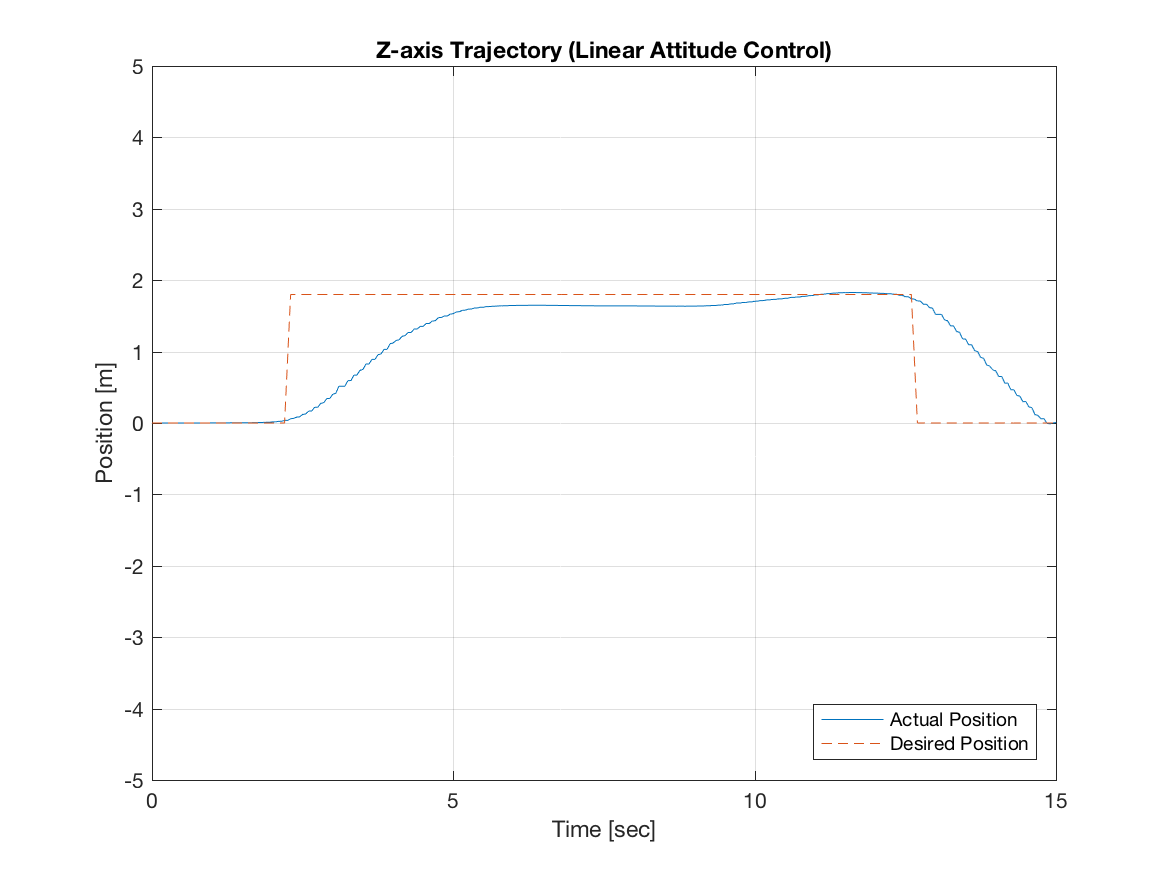 Z-axis Trajectory (Linear Attitude Control)
5
4
3
2
1
0
-1
-2
-3
-4
-5
Position [m]
0 5 10 15
Time [sec]
Actual Position
Desired Position